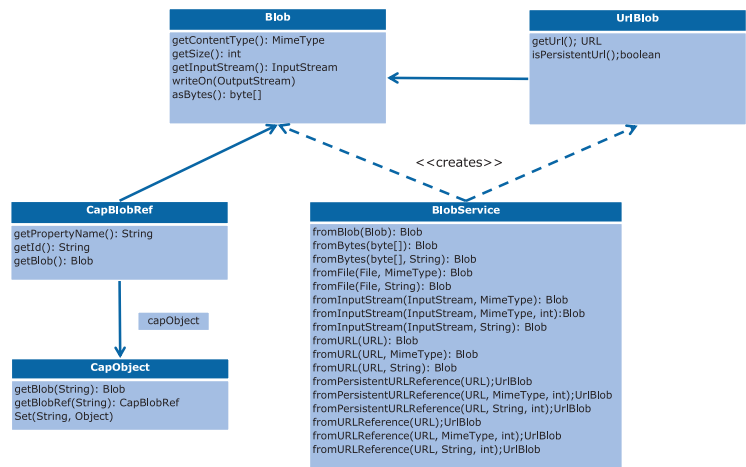 Blob
getContentType(): MimeType
getSize(): int
getInputStream(): InputStream
writeOn(OutputStream)
asBytes(): byte[]
UrlBlob
getUrl(); URL
isPersistentUrl();boolean
<<creates>>
CapBlobRef
getPropertyName(): String
getId(): String
getBlob(): Blob
capObject
CapObject
getBlob(String): Blob
getBlobRef(String): CapBlobRef
Set(String, Object)
BlobService
fromBlob(Blob): Blob
fromBytes(byte[]): Blob
fromBytes(byte[], String): Blob
fromFile(File, MimeType): Blob
fromFile(File, String): Blob
fromInputStream(InputStream, MimeType): Blob
fromInputStream(InputStream, MimeType, int):Blob
fromInputStream(InputStream, String): Blob
fromURL(URL): Blob
fromURL(URL, MimeType): Blob
fromURL(URL, String): Blob
fromPersistentURLReference(URL);UrlBlob
fromPersistentURLReference(URL, MimeType, int);UrlBlob
fromPersistentURLReference(URL, String, int);UrlBlob
fromURLReference(URL);UrlBlob
fromURLReference(URL, MimeType, int);UrlBlob
fromURLReference(URL, String, int);UrlBlob